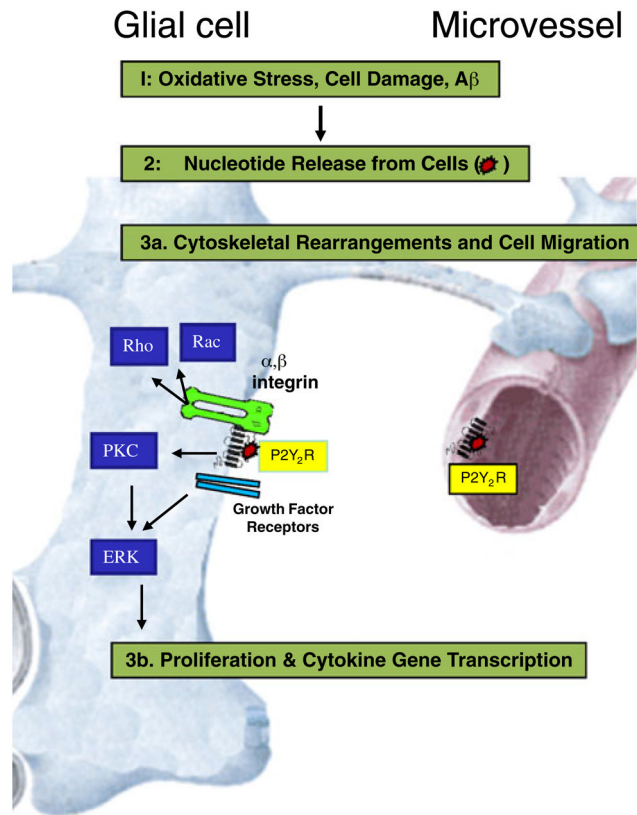 Glial cell
Microvessel
I: Oxidative Stress, Cell Damage, Aβ
2: Nucleotide Release from Cells ( )
3a. Cytoskeletal Rearrangements and Cell Migration
Rho
Rac
α,β
integrin
PKC
P2Y₂R
P2Y₂R
Growth Factor
Receptors
ERK
3b. Proliferation & Cytokine Gene Transcription